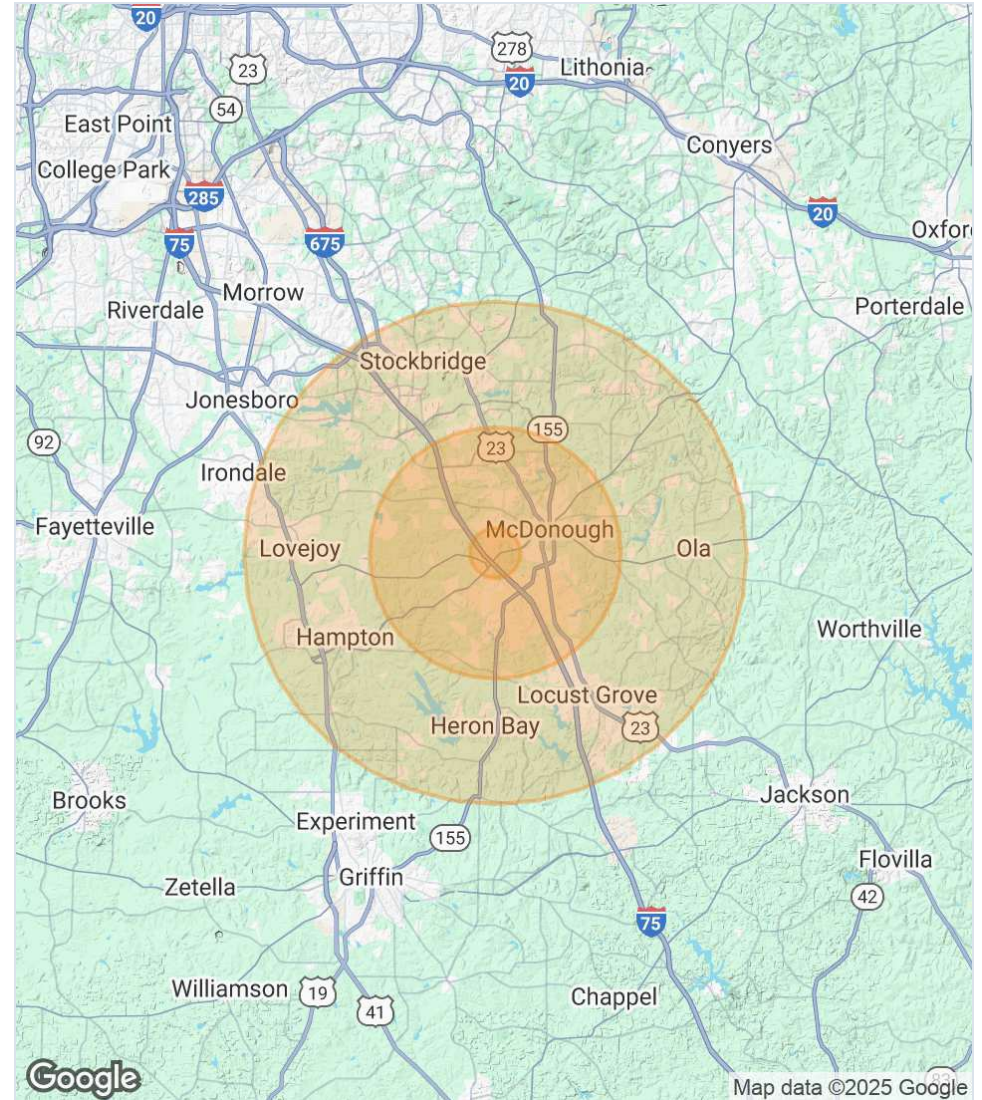 20
278
Lithonia
23
20
54
East Point
Conyers
College Park
285
20
75
675
Oxfor
Morrow
Riverdale
Porterdale
Stockbridge
Jonesboro
155
92
23
Irondale
Fayetteville
McDonough
Lovejoy
Ola
Hampton
Worthville
Locust Grove
Heron Bay
23
Brooks
Jackson
Experiment
155
Flovilla
Griffin
Zetella
42
75
Williamson
19
Chappel
41
Google
83
Map data ©2025 Google